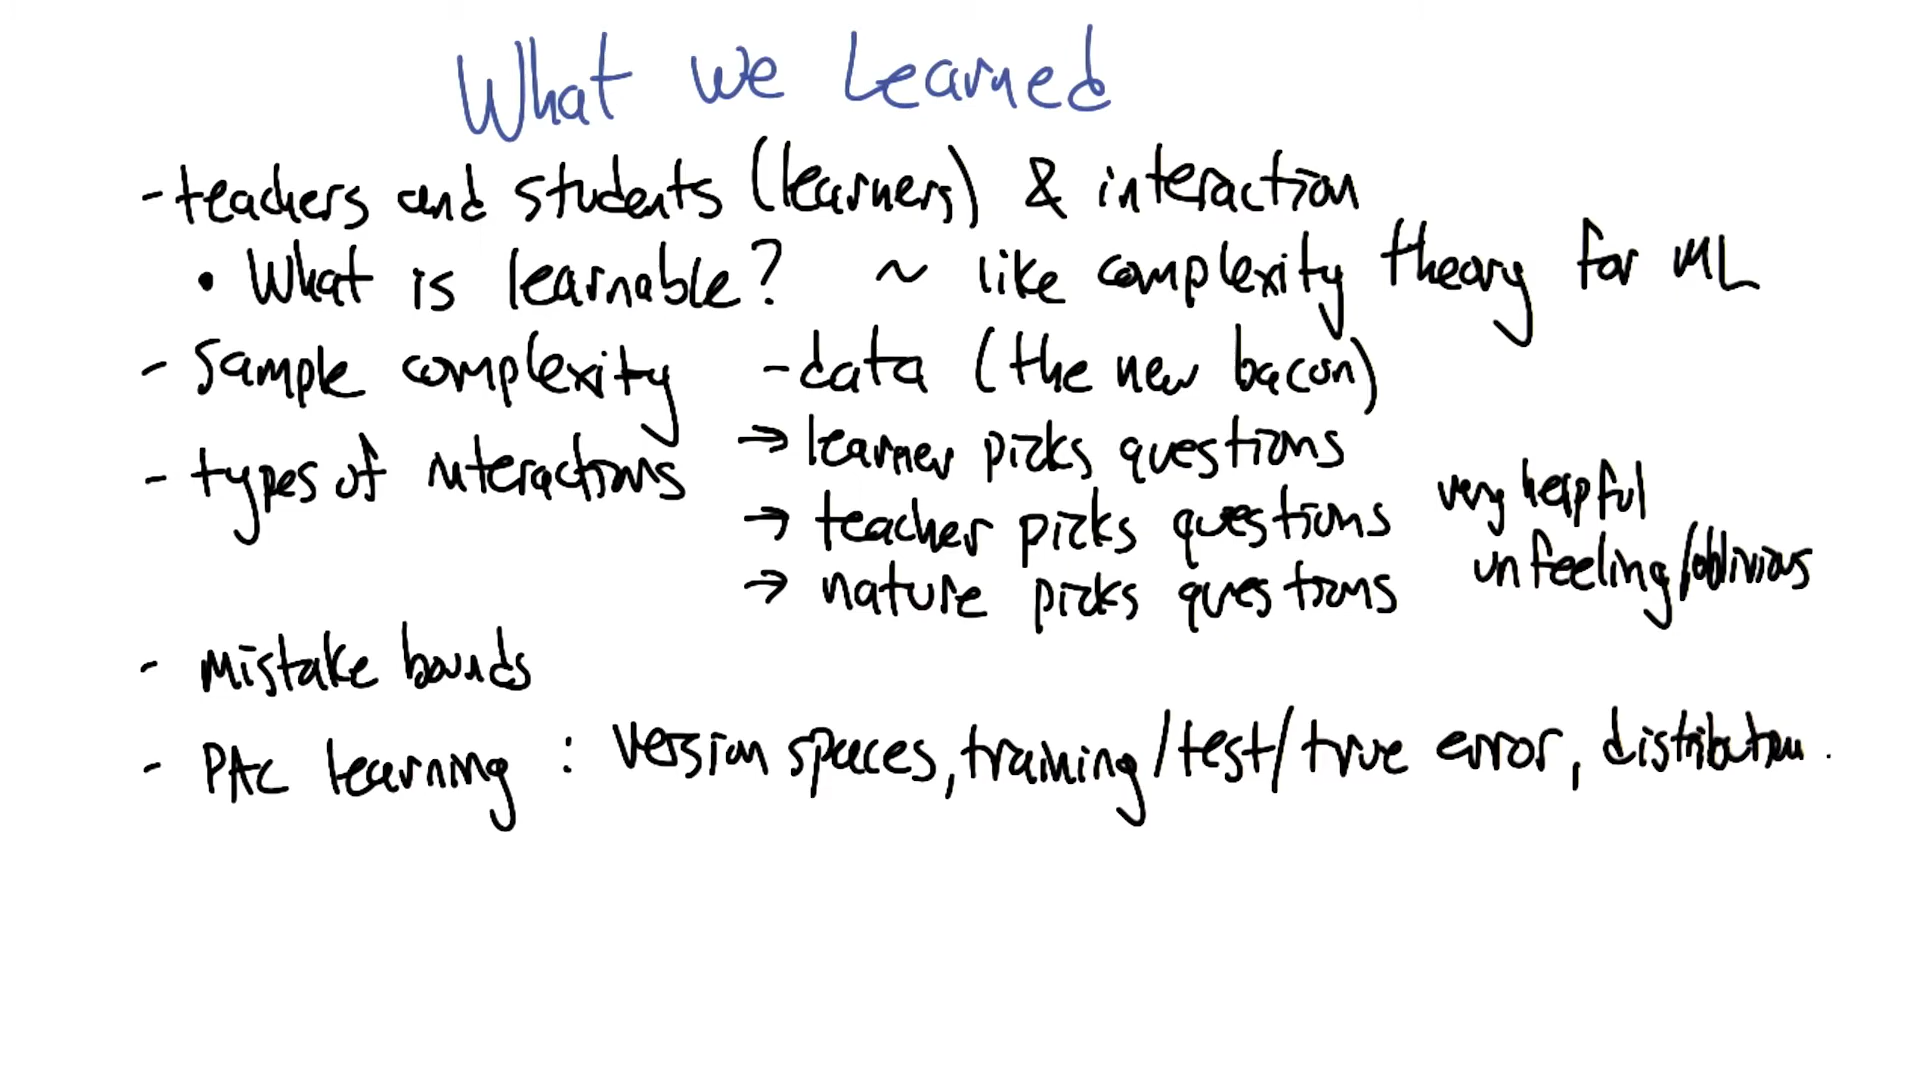 What we Learned
- teachers and students (learners) & interaction
• What is learnable? ~ like complexity theory for ML
- Sample complexity - data (the new bacon)
- types of interactions → learner picks questions
→ teacher picks questions very helpful
→ nature picks questions unfeeling/oblivious
- Mistake bounds
- PAC learning : version spaces, training/test/true error, distribution.